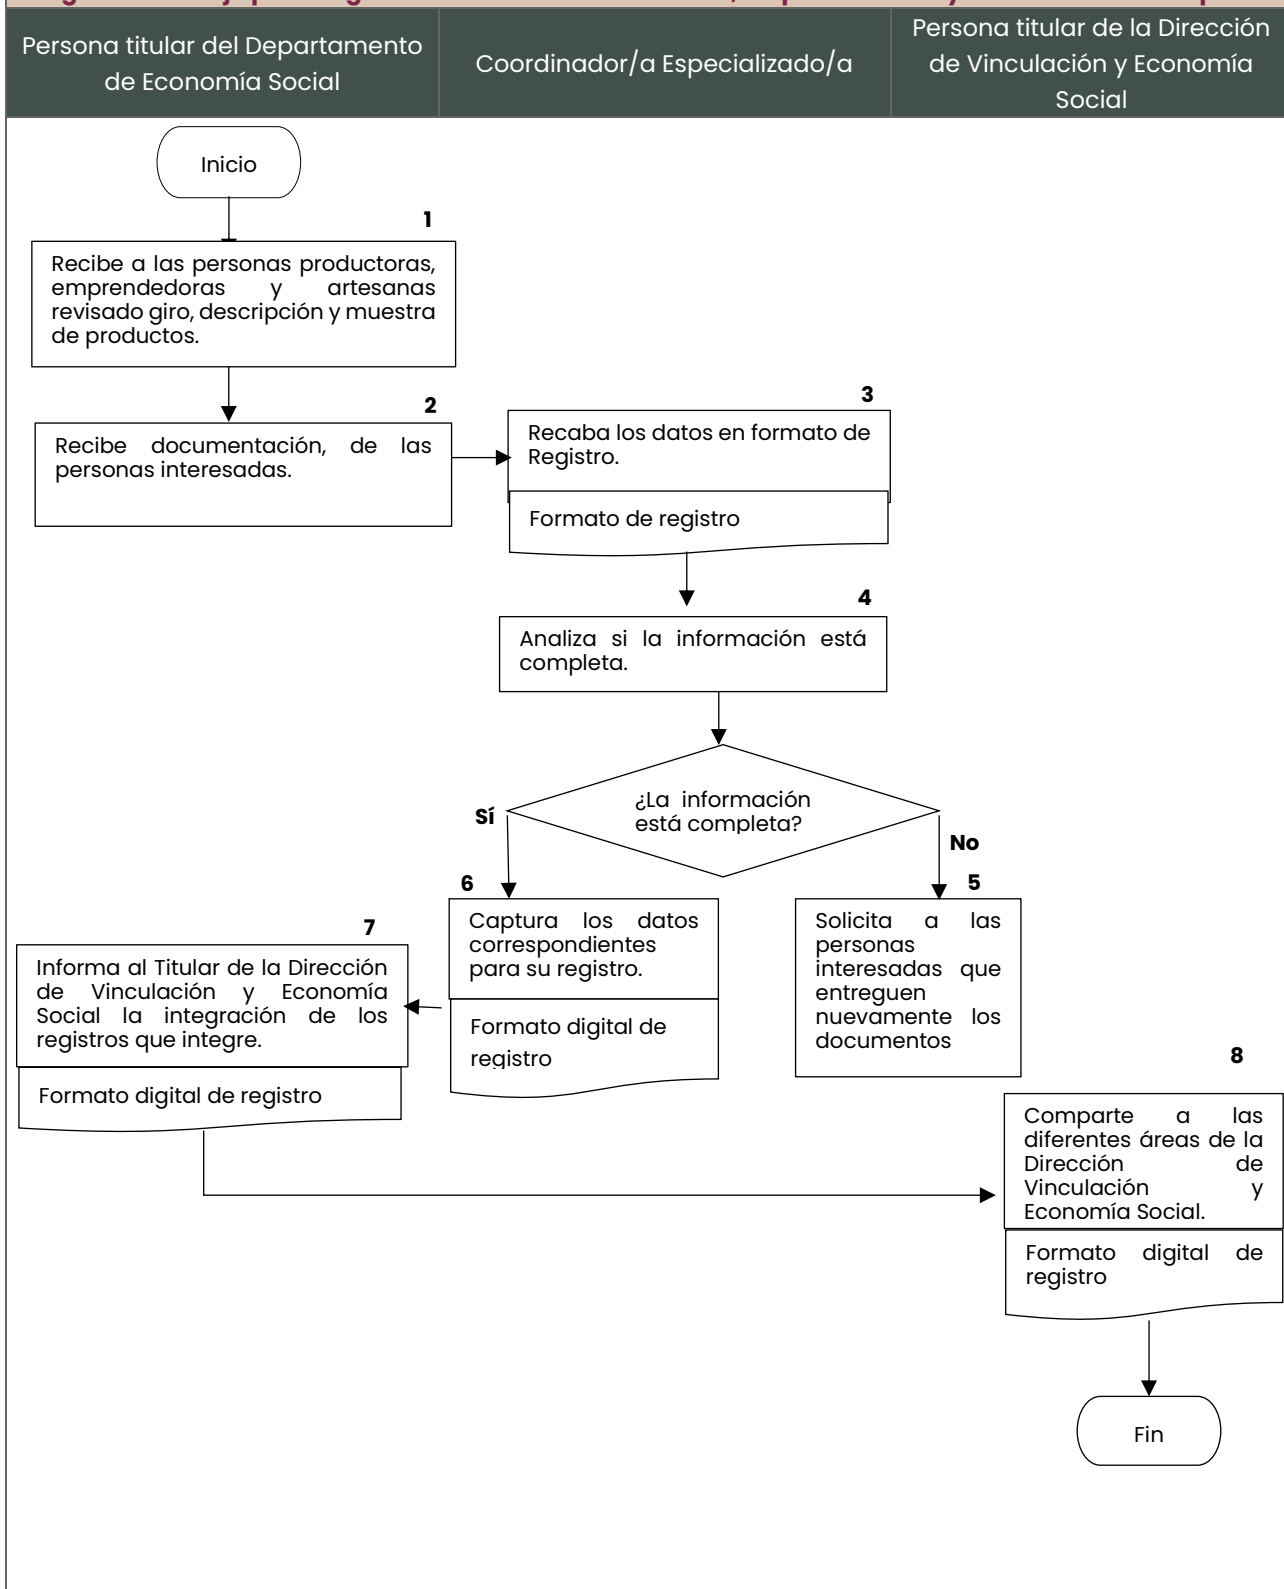 Persona titular del Departamento
de Economía Social
Coordinador/a Especializado/a
Persona titular de la Dirección
de Vinculación y Economía
Social
Inicio
1
Recibe a las personas productoras,
emprendedoras y artesanas
revisado giro, descripción y muestra
de productos.
2
Recibe documentación, de las
personas interesadas.
3
Recaba los datos en formato de
Registro.
Formato de registro
4
Analiza si la información está
completa.
¿La información
está completa?
Sí
No
5
Solicita a las
personas
interesadas que
entreguen
nuevamente los
documentos
6
Captura los datos
correspondientes
para su registro.
Formato digital de
registro
7
Informa al Titular de la Dirección
de Vinculación y Economía
Social la integración de los
registros que integre.
Formato digital de registro
8
Comparte a las
diferentes áreas de la
Dirección de
Vinculación y
Economía Social.
Formato digital de
registro
Fin